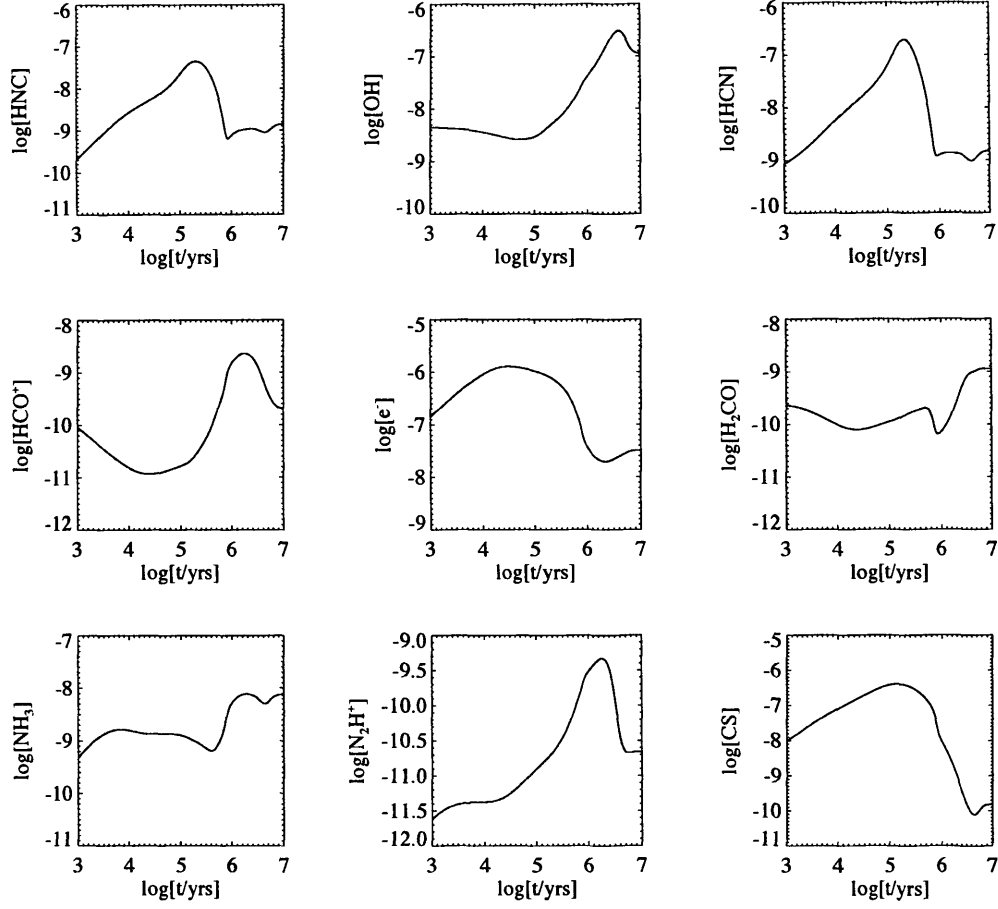 log[HNC]
-6
-7
-8
-9
-10
-11
3 4 5 6 7
log[t/yrs]
log[OH]
-6
-7
-8
-9
-10
3 4 5 6 7
log[t/yrs]
log[HCN]
-6
-7
-8
-9
-10
3 4 5 6 7
log[t/yrs]
log[HCO⁺]
-8
-9
-10
-11
-12
3 4 5 6 7
log[t/yrs]
log[e⁻]
-5
-6
-7
-8
-9
3 4 5 6 7
log[t/yrs]
log[H₂CO]
-8
-9
-10
-11
-12
3 4 5 6 7
log[t/yrs]
log[NH₃]
-7
-8
-9
-10
-11
3 4 5 6 7
log[t/yrs]
log[N₂H⁺]
-9.0
-9.5
-10.0
-10.5
-11.0
-11.5
-12.0
3 4 5 6 7
log[t/yrs]
log[CS]
-5
-6
-7
-8
-9
-10
-11
3 4 5 6 7
log[t/yrs]